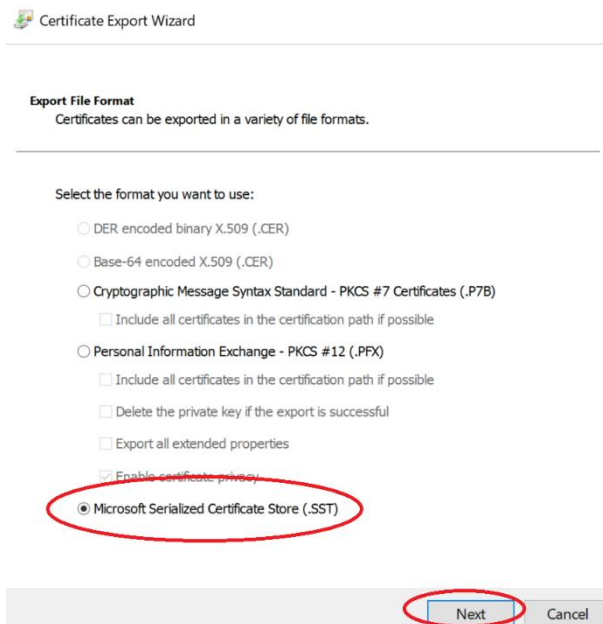 Certificate Export Wizard
Export File Format
Certificates can be exported in a variety of file formats.
Select the format you want to use:
DER encoded binary X.509 (.CER)
Base-64 encoded X.509 (.CER)
Cryptographic Message Syntax Standard - PKCS #7 Certificates (.P7B)
Include all certificates in the certification path if possible
Personal Information Exchange - PKCS #12 (.PFX)
Include all certificates in the certification path if possible
Delete the private key if the export is successful
Export all extended properties
Enable certificate privacy
Microsoft Serialized Certificate Store (.SST)
Next Cancel